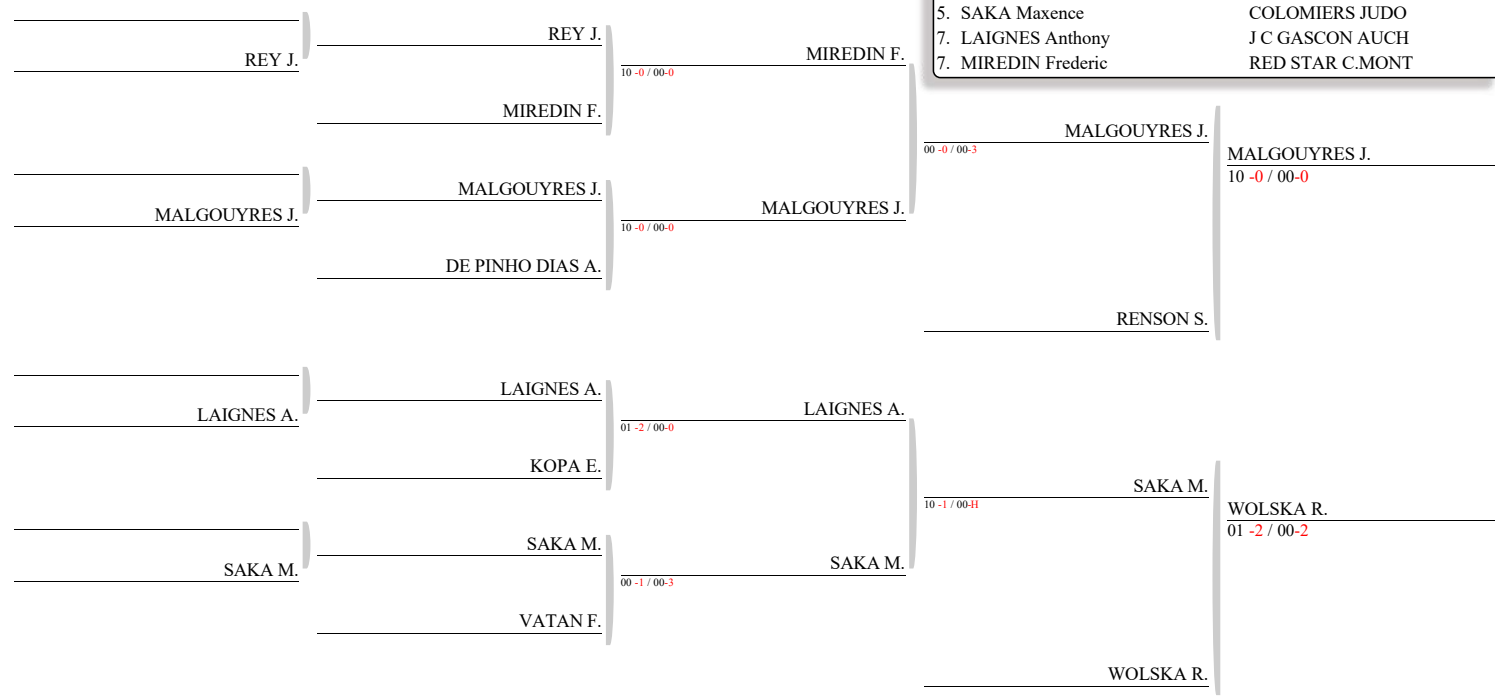 5. SAKA Maxence COLOMIERS JUDO
7. LAIGNES Anthony J C GASCON AUCH
7. MIREDIN Frederic RED STAR C.MONT
REY J.
MALGOUYRES J.
LAIGNES A.
SAKA M.
REY J.
MIREDIN F.
MALGOUYRES J.
DE PINHO DIAS A.
LAIGNES A.
KOPA E.
SAKA M.
VATAN F.
MIREDIN F.
10 -0 / 00-0
MALGOUYRES J.
10 -0 / 00-0
LAIGNES A.
01 -2 / 00-0
SAKA M.
00 -1 / 00-3
MALGOUYRES J.
00 -0 / 00-3
RENSON S.
SAKA M.
10 -1 / 00-H
WOLSKA R.
MALGOUYRES J.
10 -0 / 00-0
WOLSKA R.
01 -2 / 00-2